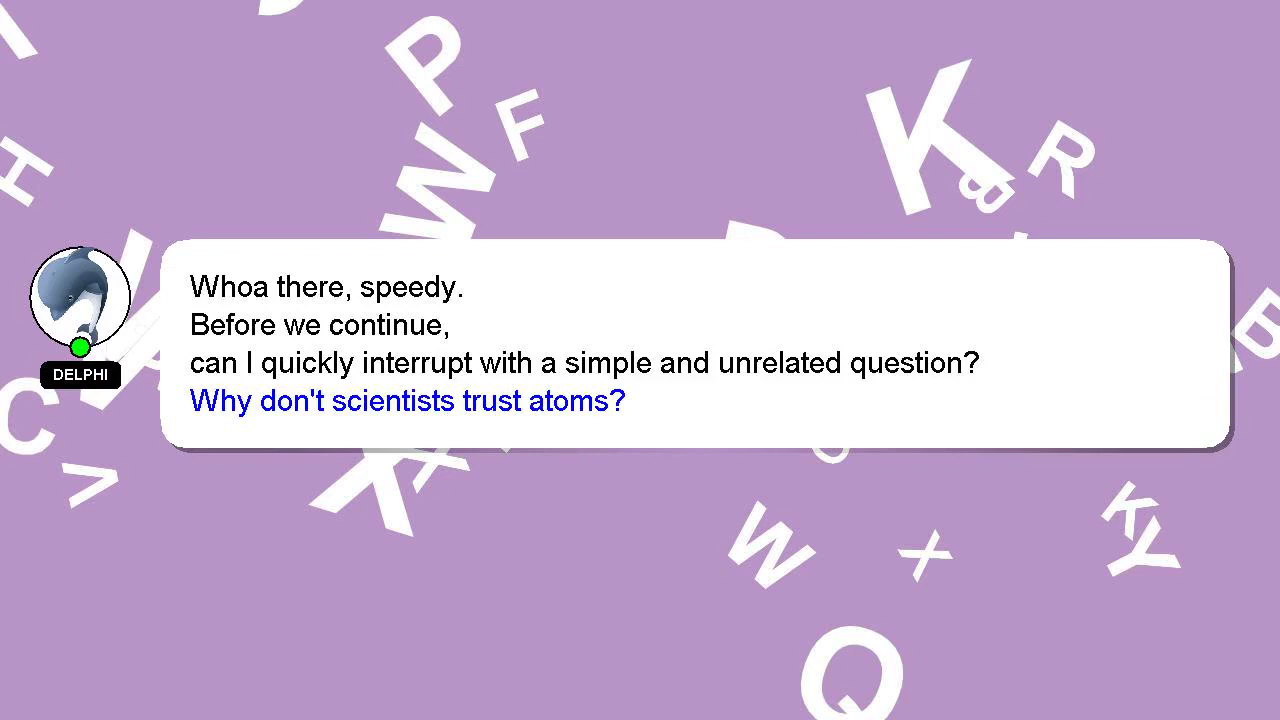 Whoa there, speedy.
Before we continue,
can I quickly interrupt with a simple and unrelated question?
Why don't scientists trust atoms?
DELPHI
P
F
W
K
R
B
H
C
V
X
X
W
X
K
Y
Q
B